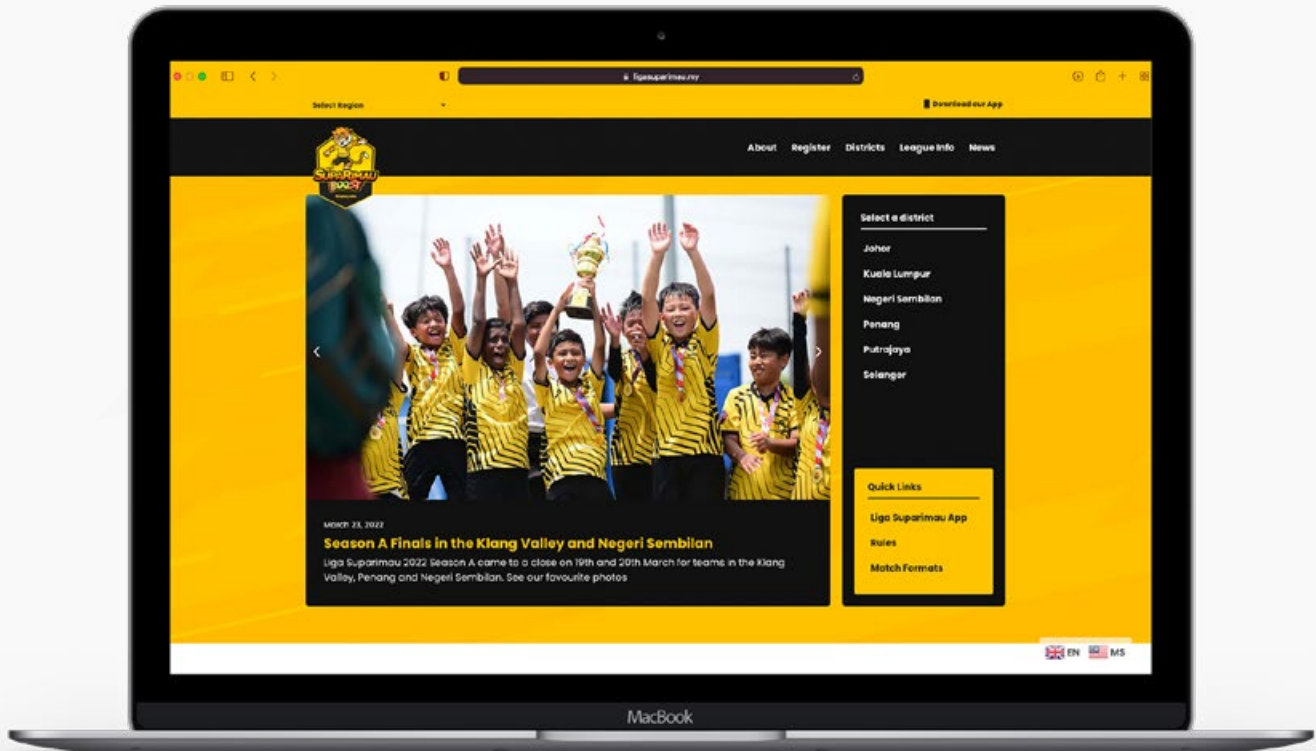 ligasuparimau.my
Select Region
Download our App
SUPARIMAU
About Register Districts League Info News
Select a district
Johor
Kuala Lumpur
Negeri Sembilan
Penang
Putrajaya
Selangor
Quick Links
Liga Suparimau App
Rules
Match Formats
March 23, 2022
Season A Finals in the Klang Valley and Negeri Sembilan
Liga Suparimau 2022 Season A came to a close on 19th and 20th March for teams in the Klang
Valley, Penang and Negeri Sembilan. See our favourite photos
EN MS
MacBook